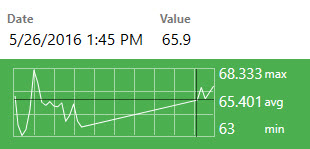 Date Value
5/26/2016 1:45 PM 65.9
68.333 max
65.401 avg
63 min